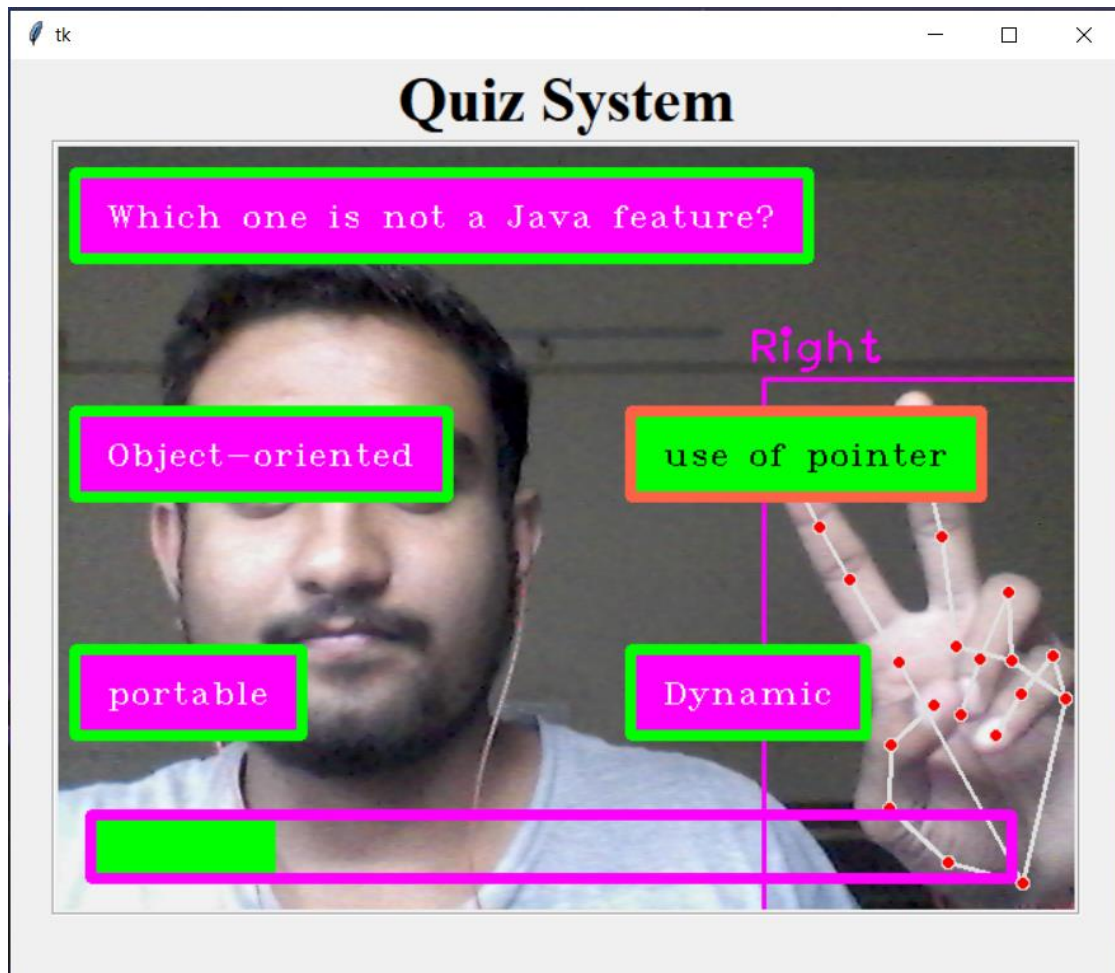 tk
Quiz System
Which one is not a Java feature?
Right
Object-oriented
use of pointer
portable
Dynamic